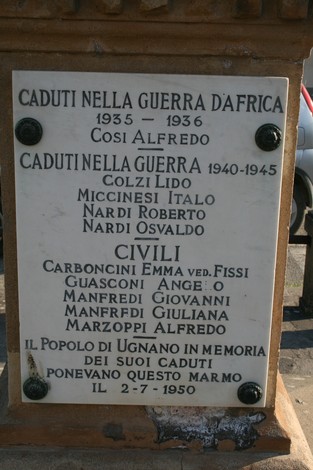 CADUTI NELLA GUERRA D'AFRICA
1935 - 1936
COSI ALFREDO
CADUTI NELLA GUERRA 1940-1945
COLZI LIDO
MICCINESI ITALO
NARDI ROBERTO
NARDI OSVALDO
CIVILI
CARBONCINI EMMA VED. FISSI
GUASCONI ANGE O
MANFREDI GIOVANNI
MANFREDI GIULIANA
MARZOPPI ALFREDO
IL POPOLO DI UGNANO IN MEMORIA
DEI SUOI CADUTI
PONEVANO QUESTO MARMO
IL 2-7-1950